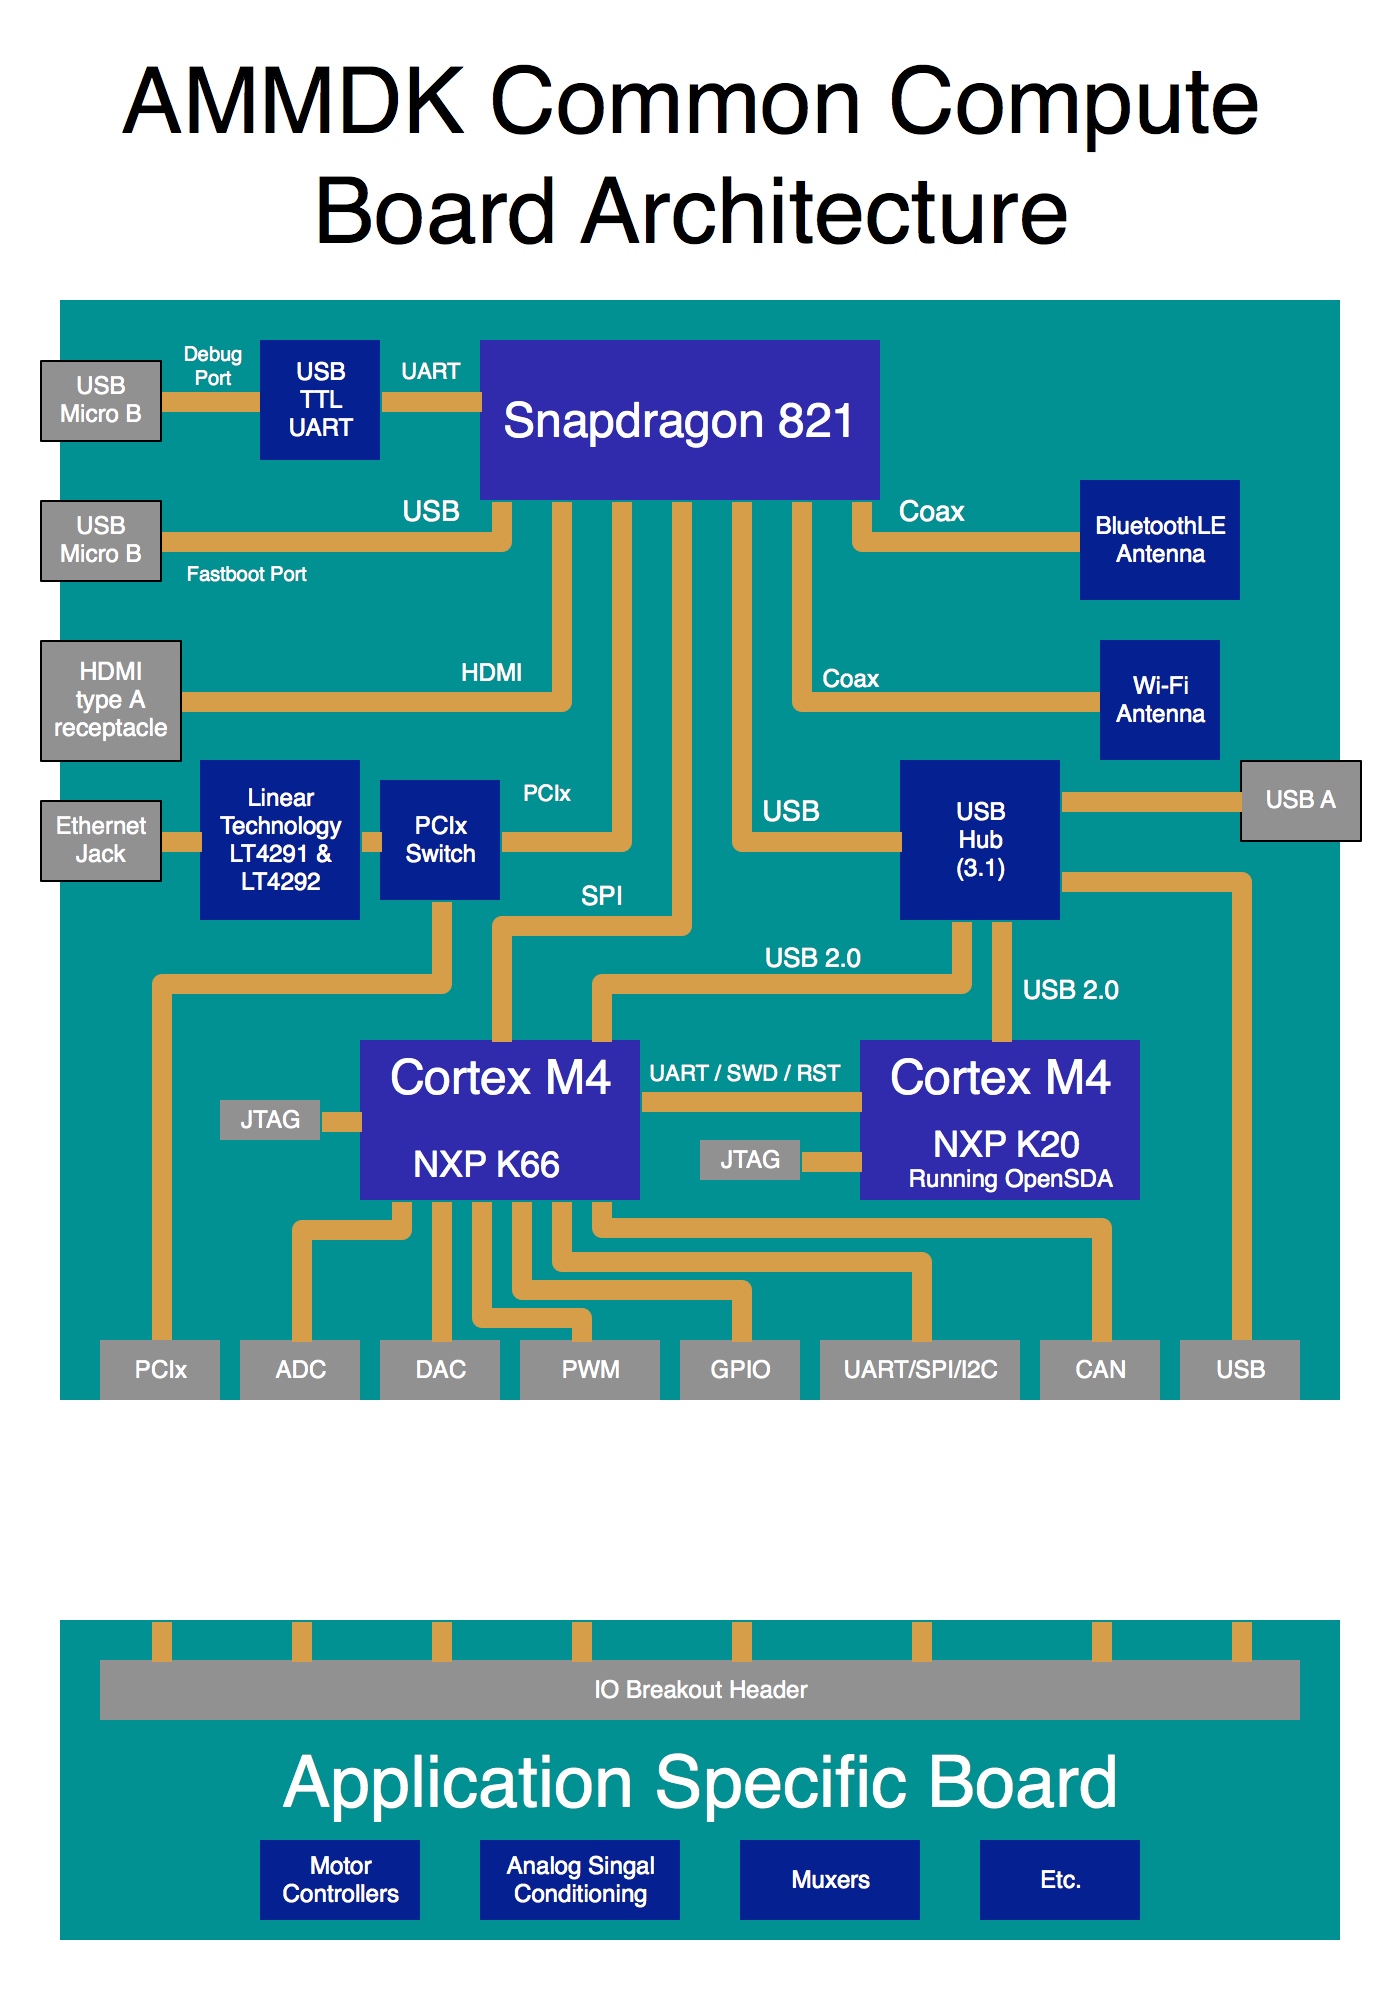 AMMDK Common Compute
Board Architecture
USB
Micro B
Debug
Port
USB
TTL
UART
UART
Snapdragon 821
USB
Micro B
USB
Fastboot Port
Coax
BluetoothLE
Antenna
HDMI
type A
receptacle
HDMI
Coax
Wi-Fi
Antenna
Ethernet
Jack
Linear
Technology
LT4291 &
LT4292
PCIx
Switch
PCIx
USB
USB
Hub
(3.1)
USB A
SPI
USB 2.0
USB 2.0
Cortex M4
NXP K66
JTAG
UART / SWD / RST
JTAG
Cortex M4
NXP K20
Running OpenSDA
PCIx
ADC
DAC
PWM
GPIO
UART/SPI/I2C
CAN
USB
IO Breakout Header
Application Specific Board
Motor
Controllers
Analog Singal
Conditioning
Muxers
Etc.